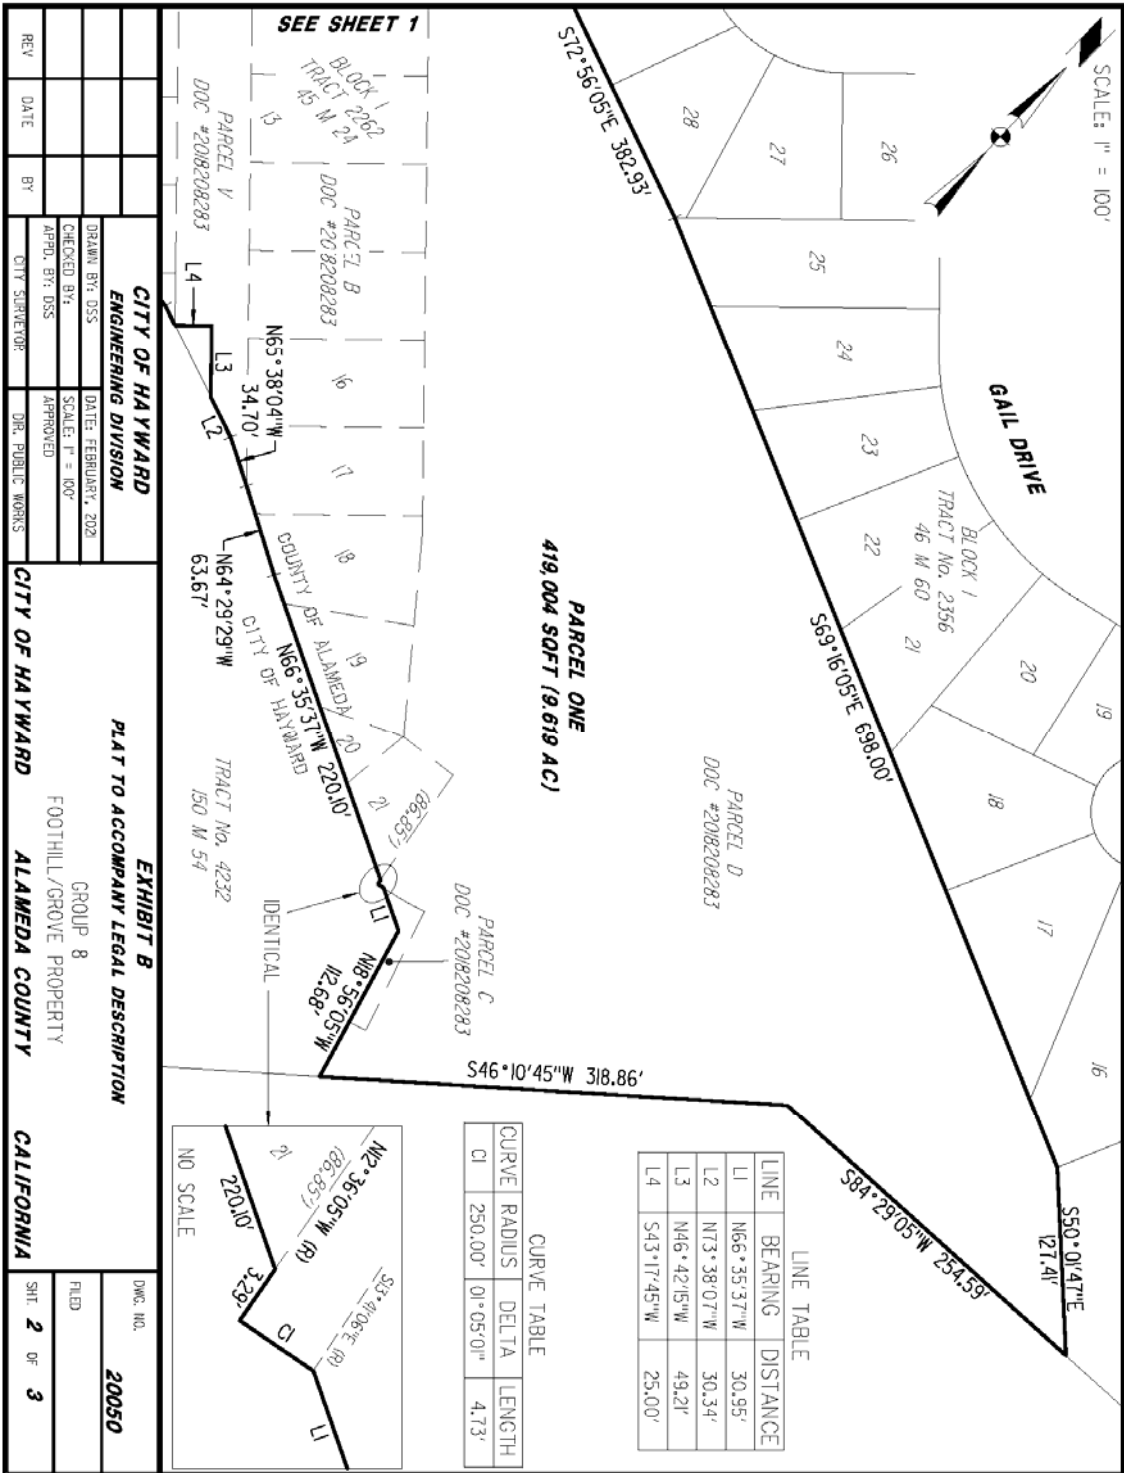 SCALE: 1" = 100'
SEE SHEET 1
S72°56'05"E 382.93'
28
27
26
25
24
23
22
21
20
19
18
17
16
GAIL DRIVE
BLOCK 1
TRACT No. 2356
46 M 60
S69°16'05"E 698.00'
S50°01'47"E
127.41'
S84°29'05"W 254.59'
S46°10'45"W 318.86'
PARCEL ONE
419,004 SQFT (9.619 AC)
PARCEL D
DOC #2018208283
PARCEL C
DOC #2018208283
BLOCK 1
TRACT 2262
45 M 24
15
PARCEL B
DOC #2018208283
16
17
18
19
20
21
(86.85')
PARCEL V
DOC #2018208283
L4
L3
L2
N65°38'04"W
34.70'
N64°29'29"W
63.67'
COUNTY OF ALAMEDA
CITY OF HAYWARD
N66°35'37"W 220.10'
L1
N18°56'05"W
112.68'
TRACT No. 4232
150 M 54
IDENTICAL
LINE TABLE
LINE BEARING DISTANCE
L1 N66°35'37"W 30.95'
L2 N73°38'07"W 30.34'
L3 N46°42'15"W 49.21'
L4 S43°17'45"W 25.00'
CURVE TABLE
CURVE RADIUS DELTA LENGTH
C1 250.00' 01°05'01" 4.73'
N12°36'05"W (R)
(86.85')
21
220.10'
3.29'
C1
S13°41'06"E (R)
L1
NO SCALE
REV DATE BY
CITY OF HAYWARD
ENGINEERING DIVISION
DRAWN BY: DSS
DATE: FEBRUARY, 2021
CHECKED BY:
SCALE: 1" = 100'
APPD. BY: DSS
APPROVED
CITY SURVEYOR
DIR. PUBLIC WORKS
EXHIBIT B
PLAT TO ACCOMPANY LEGAL DESCRIPTION
GROUP 8
FOOTHILL/GROVE PROPERTY
CITY OF HAYWARD ALAMEDA COUNTY CALIFORNIA
DWG. NO.
20050
FILED
SHT. 2 OF 3